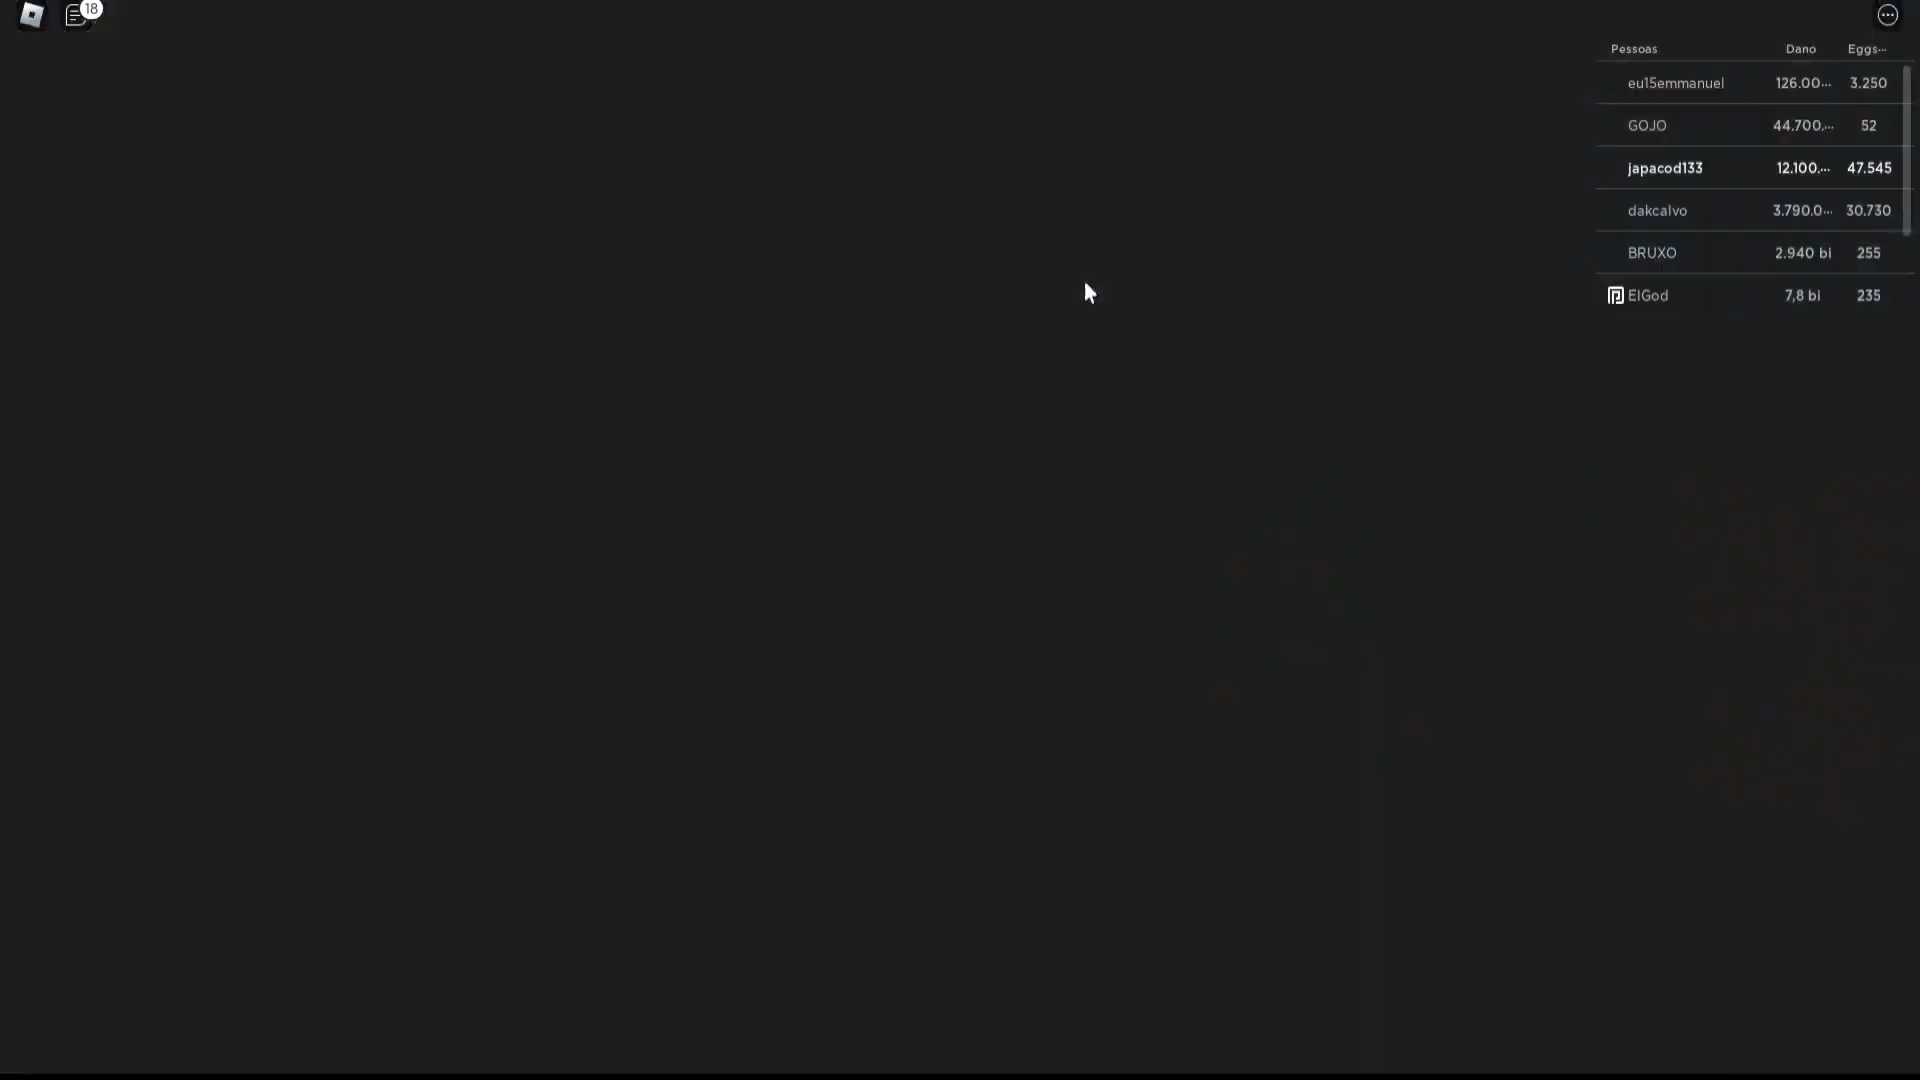 18
Pessoas Dano Eggs...
eu15emmanuel 126.00... 3.250
GOJO 44.700.... 52
japacod133 12.100.... 47.545
dakcalvo 3.790.0... 30.730
BRUXO 2.940 bi 255
ElGod 7,8 bi 235